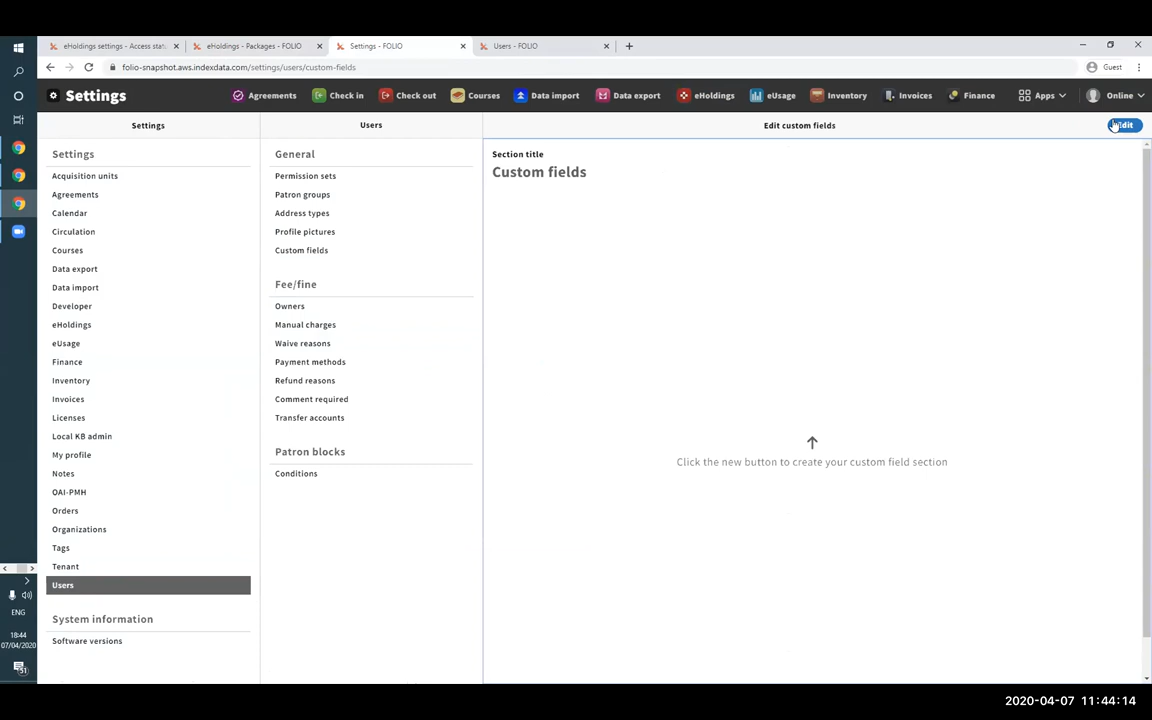 eHoldings settings - Access stat
eHoldings - Packages - FOLIO
Settings - FOLIO
Users - FOLIO
folio-snapshot.aws.indexdata.com/settings/users/custom-fields
Guest
Settings
Agreements
Check in
Check out
Courses
Data import
Data export
eHoldings
eUsage
Inventory
Invoices
Finance
Apps
Online
Settings
Users
Edit custom fields
Settings
Acquisition units
Agreements
Calendar
Circulation
Courses
Data export
Data import
Developer
eHoldings
eUsage
Finance
Inventory
Invoices
Licenses
Local KB admin
My profile
Notes
OAI-PMH
Orders
Organizations
Tags
Tenant
Users
System information
Software versions
General
Permission sets
Patron groups
Address types
Profile pictures
Custom fields
Fee/fine
Owners
Manual charges
Waive reasons
Payment methods
Refund reasons
Comment required
Transfer accounts
Patron blocks
Conditions
Section title
Custom fields
Click the new button to create your custom field section
ENG
18:44
07/04/2020
51
2020-04-07 11:44:14